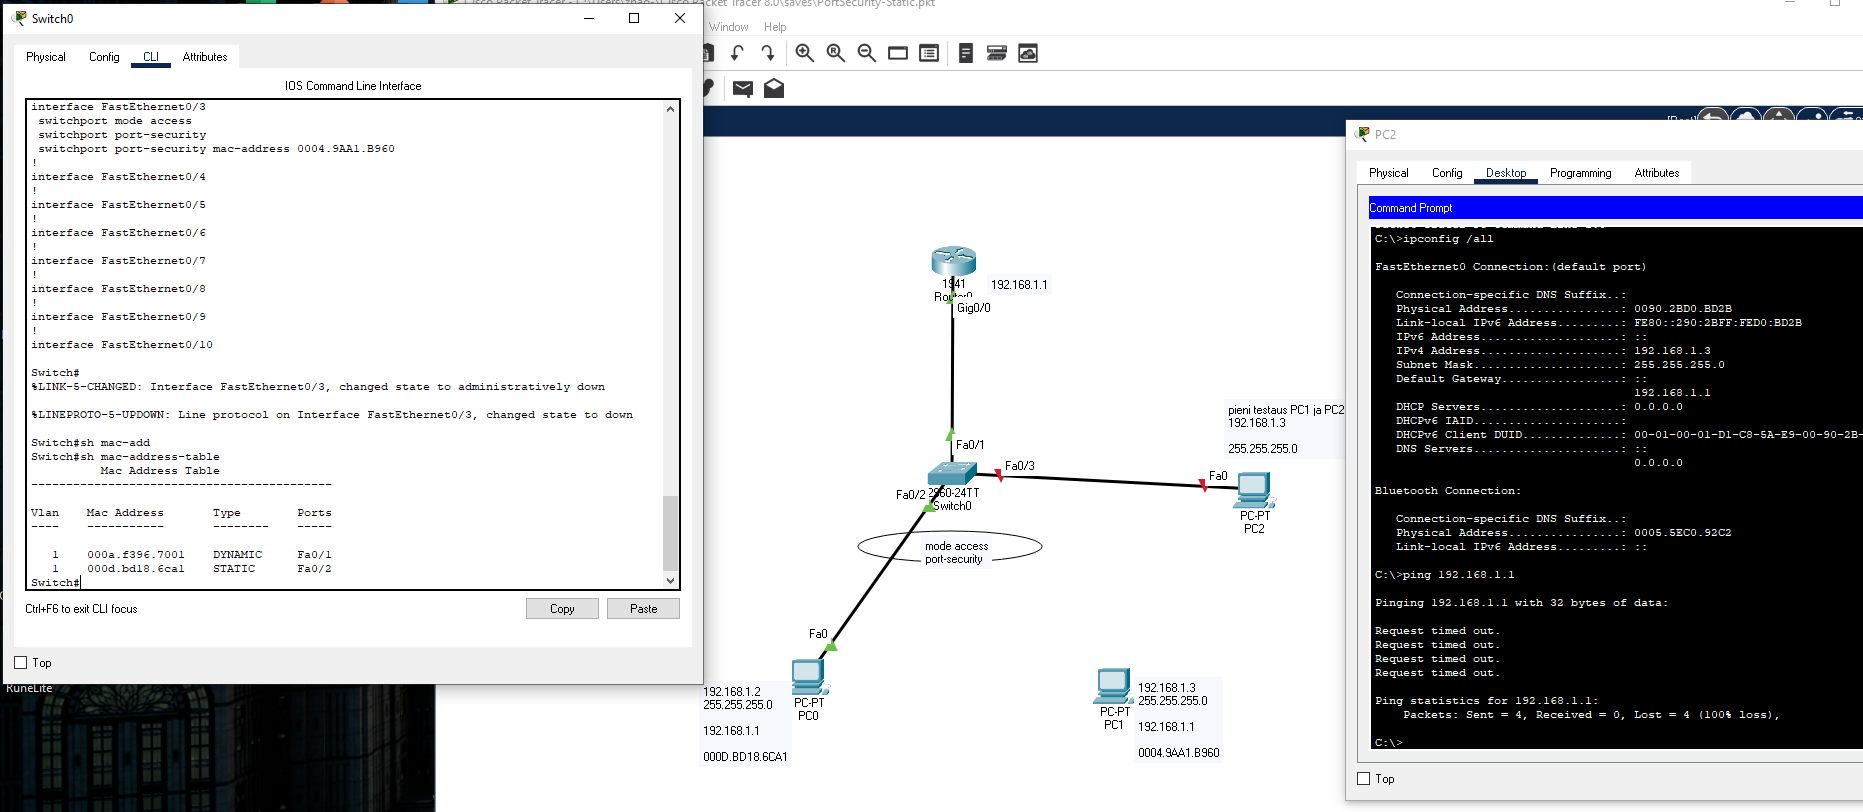 Switch0
Physical
Config
CLI
Attributes
IOS Command Line Interface
interface FastEthernet0/3
switchport mode access
switchport port-security
switchport port-security mac-address 0004.9AA1.B960
!
interface FastEthernet0/4
!
interface FastEthernet0/5
!
interface FastEthernet0/6
!
interface FastEthernet0/7
!
interface FastEthernet0/8
!
interface FastEthernet0/9
!
interface FastEthernet0/10
Switch#
%LINK-5-CHANGED: Interface FastEthernet0/3, changed state to administratively down
%LINEPROTO-5-UPDOWN: Line protocol on Interface FastEthernet0/3, changed state to down
Switch#sh mac-add
Switch#sh mac-address-table
Mac Address Table
-------------------------------------------
Vlan Mac Address Type Ports
---- ----------- -------- -----
1 000a.f396.7001 DYNAMIC Fa0/1
1 000d.bd18.6ca1 STATIC Fa0/2
Switch#
Ctrl+F6 to exit CLI focus
Copy
Paste
Top
RuneLite
Window
Help
1941
Router0
192.168.1.1
Gig0/0
Fa0/1
Fa0/3
Fa0
Fa0/2
2960-24TT
Switch0
mode access
port-security
pieni testaus PC1 ja PC2
192.168.1.3
255.255.255.0
PC-PT
PC2
Fa0
PC-PT
PC0
192.168.1.2
255.255.255.0
192.168.1.1
000D.BD18.6CA1
PC-PT
PC1
192.168.1.3
255.255.255.0
192.168.1.1
0004.9AA1.B960
PC2
Physical
Config
Desktop
Programming
Attributes
Command Prompt
C:\>ipconfig /all
FastEthernet0 Connection:(default port)
Connection-specific DNS Suffix..:
Physical Address................: 0090.2BD0.BD2B
Link-local IPv6 Address.........: FE80::290:2BFF:FED0:BD2B
IPv6 Address....................: ::
IPv4 Address....................: 192.168.1.3
Subnet Mask.....................: 255.255.255.0
Default Gateway.................: ::
192.168.1.1
DHCP Servers....................: 0.0.0.0
DHCPv6 IAID.....................:
DHCPv6 Client DUID..............: 00-01-00-01-D1-C8-5A-E9-00-90-2B-
DNS Servers.....................: ::
0.0.0.0
Bluetooth Connection:
Connection-specific DNS Suffix..:
Physical Address................: 0005.5EC0.92C2
Link-local IPv6 Address.........: ::
C:\>ping 192.168.1.1
Pinging 192.168.1.1 with 32 bytes of data:
Request timed out.
Request timed out.
Request timed out.
Request timed out.
Ping statistics for 192.168.1.1:
Packets: Sent = 4, Received = 0, Lost = 4 (100% loss),
C:\>
Top